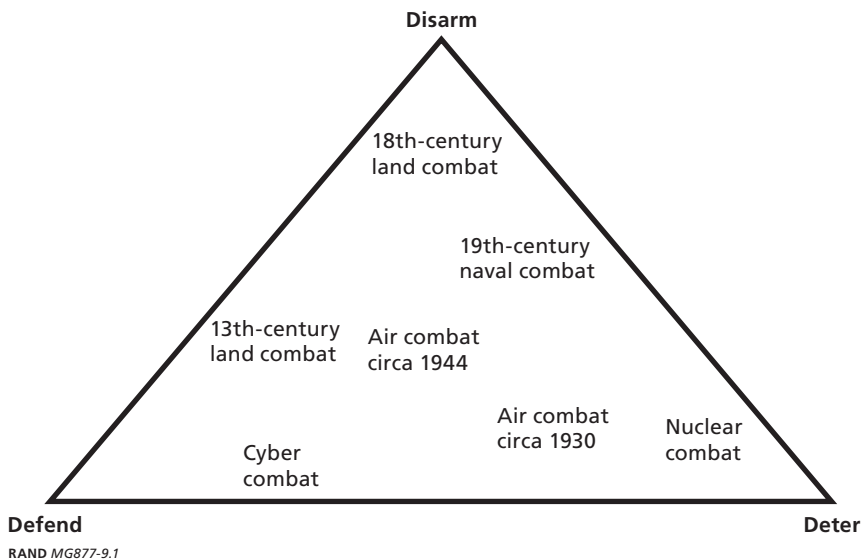 Disarm
18th-century
land combat
19th-century
naval combat
13th-century
land combat
Air combat
circa 1944
Air combat
circa 1930
Nuclear
combat
Cyber
combat
Defend
Deter
RAND MG877-9.1